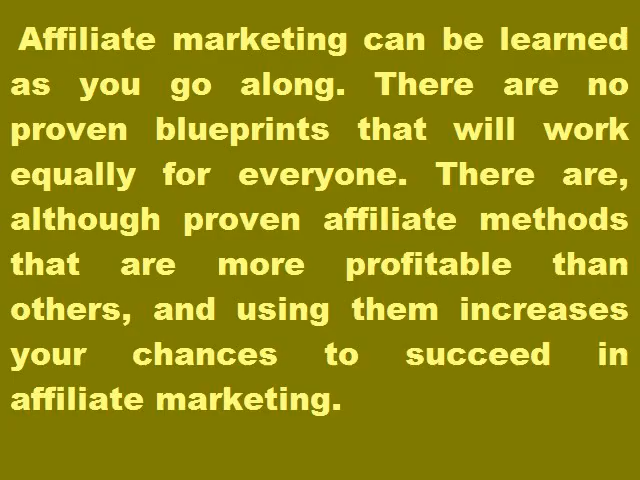 Affiliate marketing can be learned
as you go along. There are no
proven blueprints that will work
equally for everyone. There are,
although proven affiliate methods
that are more profitable than
others, and using them increases
your chances to succeed in
affiliate marketing.